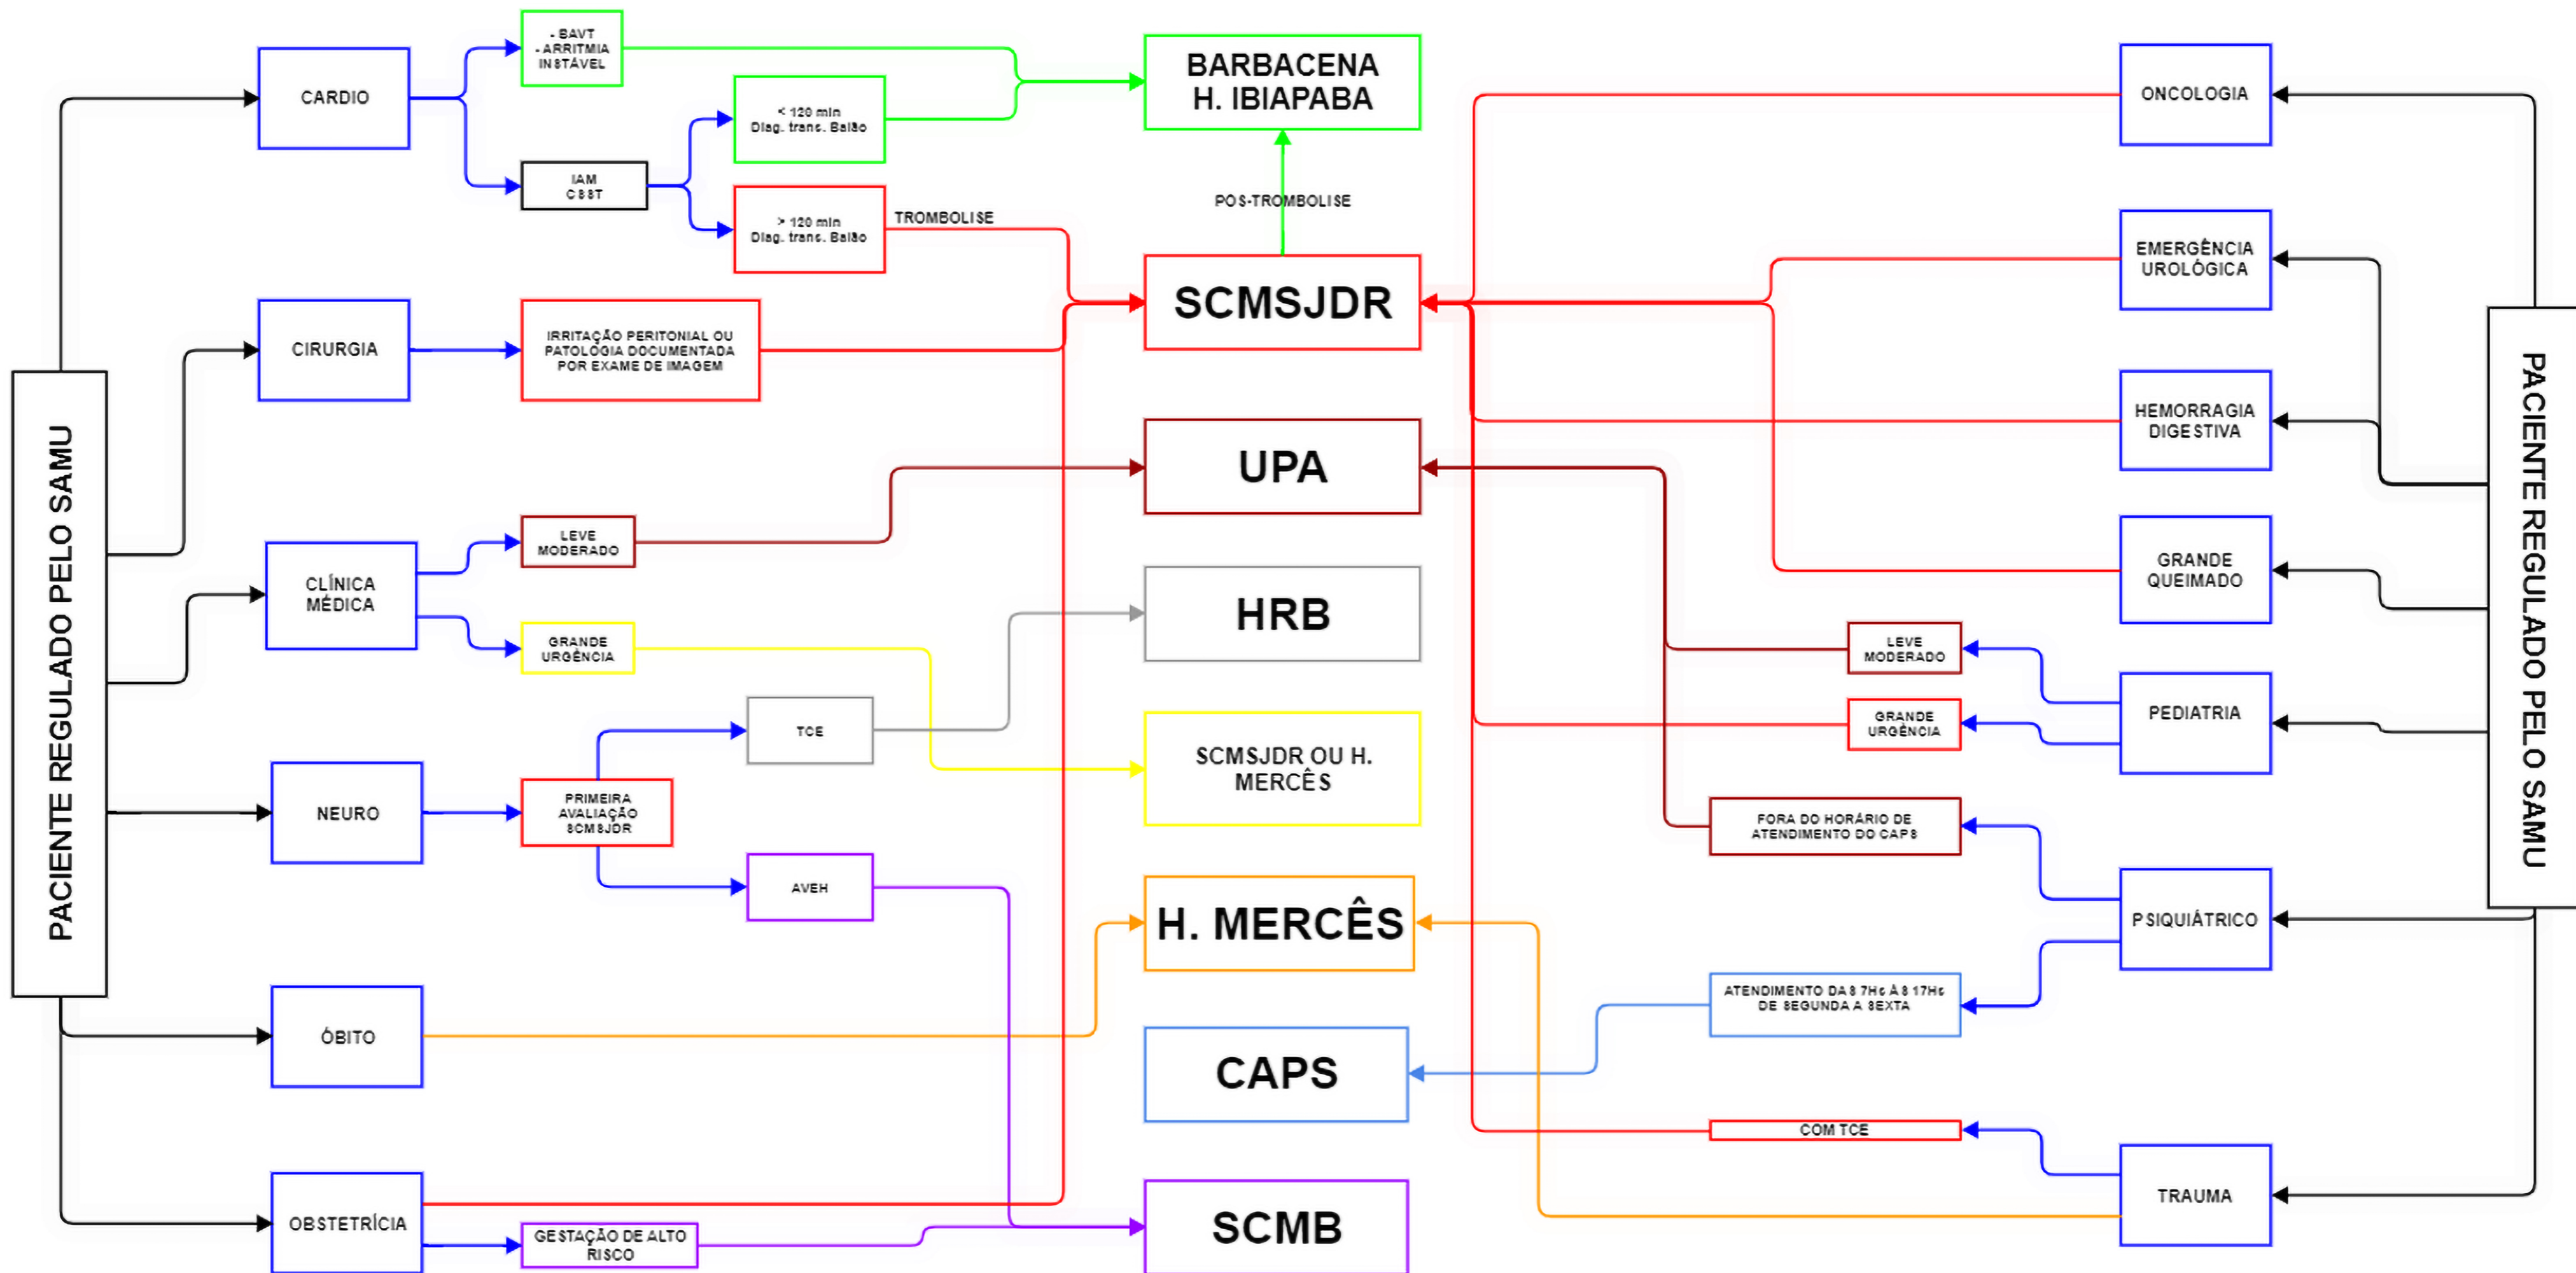 PACIENTE REGULADO PELO SAMU
CARDIO
- BAVT
- ARRITMIA
INSTÁVEL
IAM
CSST
< 120 min
Diag. trans. Balão
> 120 min
Diag. trans. Balão
TROMBOLISE
CIRURGIA
IRRITAÇÃO PERITONIAL OU
PATOLOGIA DOCUMENTADA
POR EXAME DE IMAGEM
CLÍNICA
MÉDICA
LEVE
MODERADO
GRANDE
URGÊNCIA
NEURO
PRIMEIRA
AVALIAÇÃO
SCMSJDR
TCE
AVEH
ÓBITO
OBSTETRÍCIA
GESTAÇÃO DE ALTO
RISCO
BARBACENA
H. IBIAPABA
PÓS-TROMBOLISE
SCMSJDR
UPA
HRB
SCMSJDR OU H.
MERCÊS
H. MERCÊS
CAPS
SCMB
ONCOLOGIA
EMERGÊNCIA
UROLÓGICA
HEMORRAGIA
DIGESTIVA
GRANDE
QUEIMADO
LEVE
MODERADO
GRANDE
URGÊNCIA
PEDIATRIA
FORA DO HORÁRIO DE
ATENDIMENTO DO CAPS
PSIQUIÁTRICO
ATENDIMENTO DAS 7Hs ÀS 17Hs
DE SEGUNDA A SEXTA
COM TCE
TRAUMA
PACIENTE REGULADO PELO SAMU